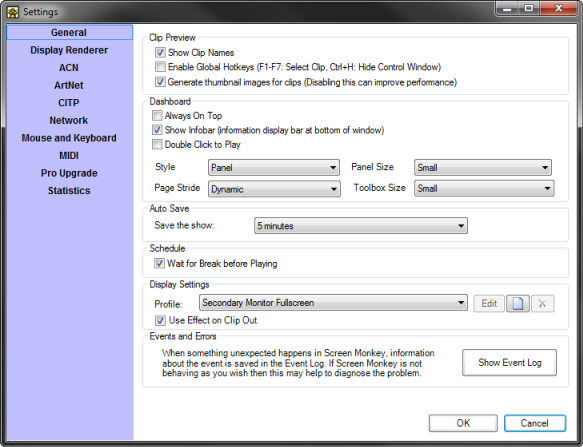 Settings
General
Display Renderer
ACN
ArtNet
CITP
Network
Mouse and Keyboard
MIDI
Pro Upgrade
Statistics
Clip Preview
Show Clip Names
Enable Global Hotkeys (F1-F7: Select Clip, Ctrl+H: Hide Control Window)
Generate thumbnail images for clips (Disabling this can improve performance)
Dashboard
Always On Top
Show Infobar (information display bar at bottom of window)
Double Click to Play
Style Panel Panel Size Small
Page Stride Dynamic Toolbox Size Small
Auto Save
Save the show: 5 minutes
Schedule
Wait for Break before Playing
Display Settings
Profile: Secondary Monitor Fullscreen Edit
Use Effect on Clip Out
Events and Errors
When something unexpected happens in Screen Monkey, information
about the event is saved in the Event Log. If Screen Monkey is not
behaving as you wish then this may help to diagnose the problem.
Show Event Log
OK Cancel